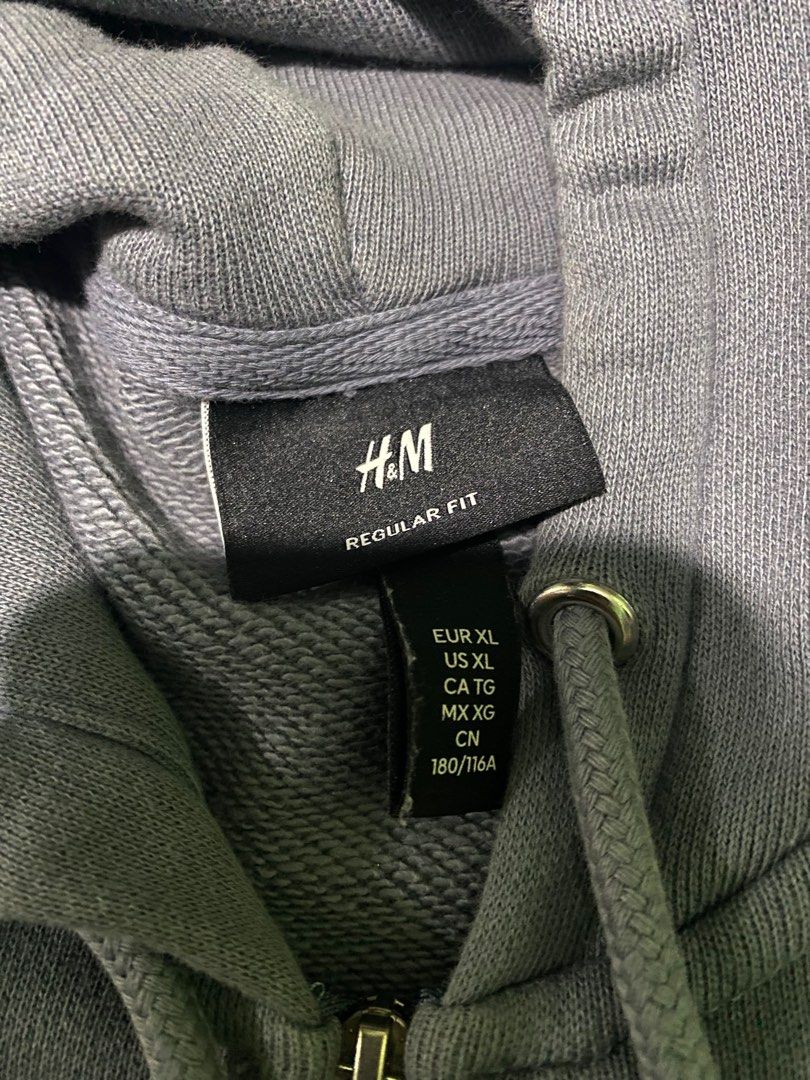 H&M
REGULAR FIT
EUR XL
US XL
CA TG
MX XG
CN
180/116A